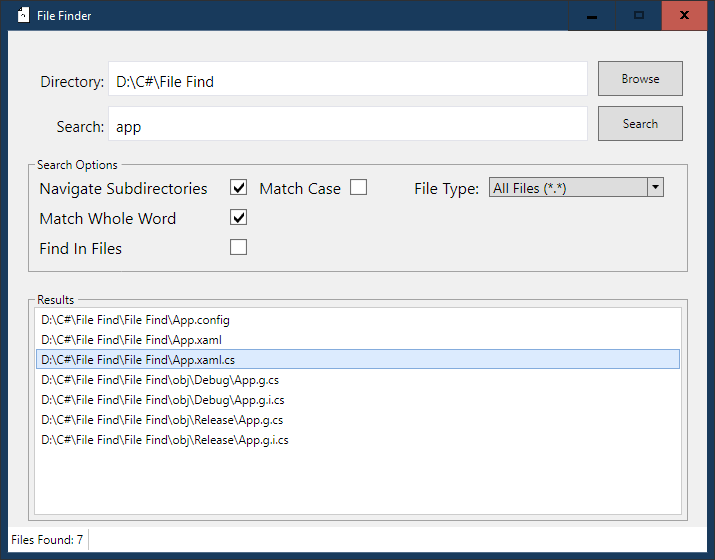 File Finder
Directory: D:\C#\File Find Browse
Search: app Search
Search Options
Navigate Subdirectories Match Case File Type: All Files (*.*)
Match Whole Word
Find In Files
Results
D:\C#\File Find\File Find\App.config
D:\C#\File Find\File Find\App.xaml
D:\C#\File Find\File Find\App.xaml.cs
D:\C#\File Find\File Find\obj\Debug\App.g.cs
D:\C#\File Find\File Find\obj\Debug\App.g.i.cs
D:\C#\File Find\File Find\obj\Release\App.g.cs
D:\C#\File Find\File Find\obj\Release\App.g.i.cs
Files Found: 7